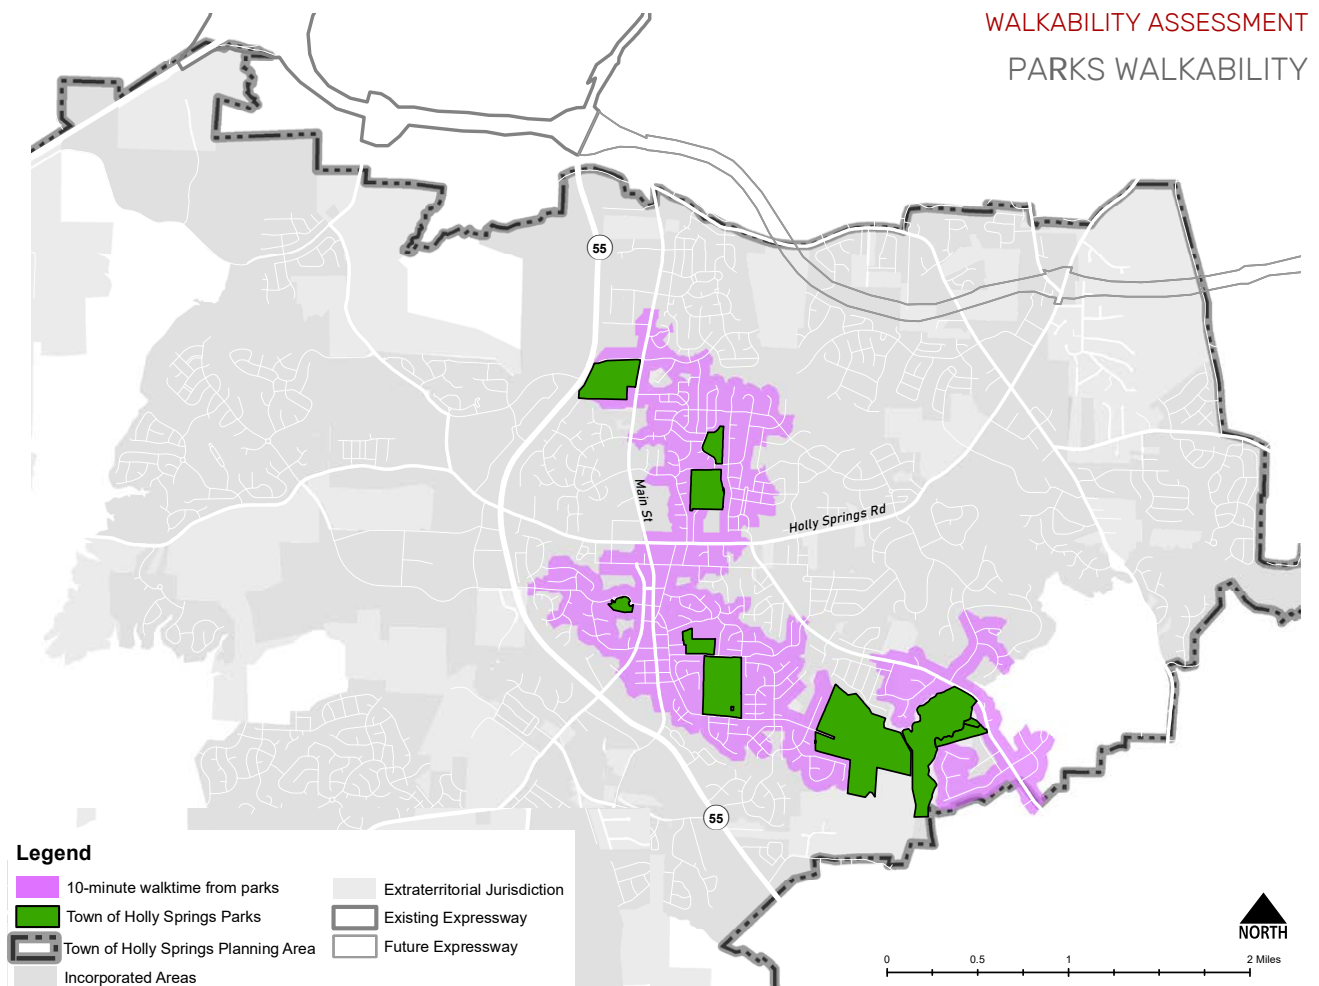 WALKABILITY ASSESSMENT
PARKS WALKABILITY
55
Main St
Holly Springs Rd
55
Legend
10-minute walktime from parks
Town of Holly Springs Parks
Town of Holly Springs Planning Area
Incorporated Areas
Extraterritorial Jurisdiction
Existing Expressway
Future Expressway
NORTH
0 0.5 1 2 Miles